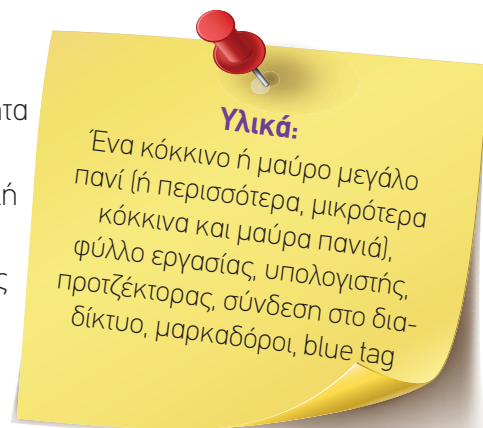 Υλικά:
Ένα κόκκινο ή μαύρο μεγάλο
πανί (ή περισσότερα, μικρότερα
κόκκινα και μαύρα πανιά),
φύλλο εργασίας, υπολογιστής,
προτζέκτορας, σύνδεση στο δια-
δίκτυο, μαρκαδόροι, blue tag